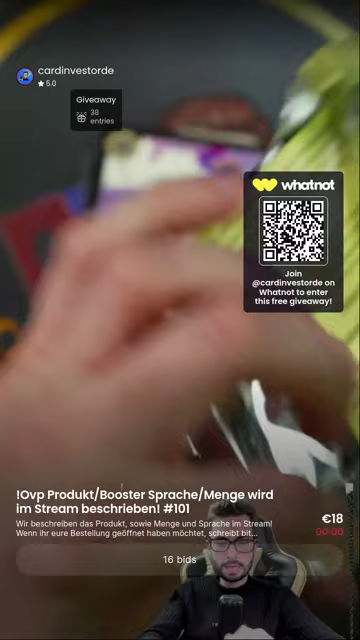 cardinvestorde
★ 5.0
Giveaway
38
entries
whatnot
Join
@cardinvestorde on
Whatnot to enter
this free giveaway!
!Ovp Produkt/Booster Sprache/Menge wird
im Stream beschrieben! #101
€18
Wir beschreiben das Produkt, sowie Menge und Sprache im Stream!
00:00
Wenn ihr eure Bestellung geöffnet haben möchtet, schreibt bit...
16 bids